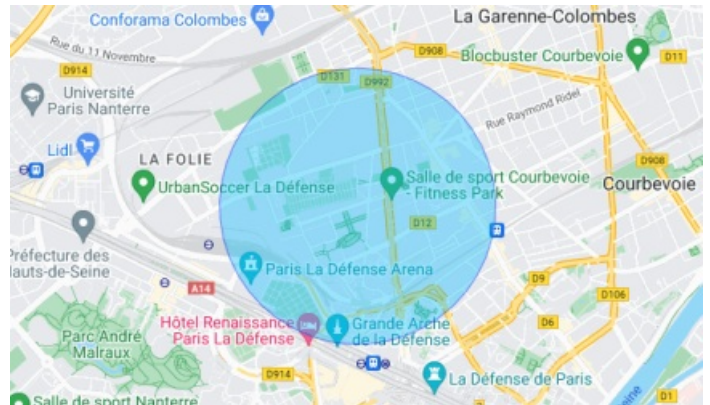 Conforama Colombes
La Garenne-Colombes
Rue du 11 Novembre
D908
Blocbuster Courbevoie
D11
D914
D131
D992
Université
Paris Nanterre
Rue Raymond Ridel
Lidl
LA FOLIE
D908
UrbanSoccer La Défense
Salle de sport Courbevoie
- Fitness Park
Courbevoie
D12
Préfecture des
Hauts-de-Seine
Paris La Défense Arena
A14
D9
D106
Hôtel Renaissance
Paris La Défense
Grande Arche
de la Défense
D6
Parc André
Malraux
D914
La Défense de Paris
D1
Salle de sport Nanterre